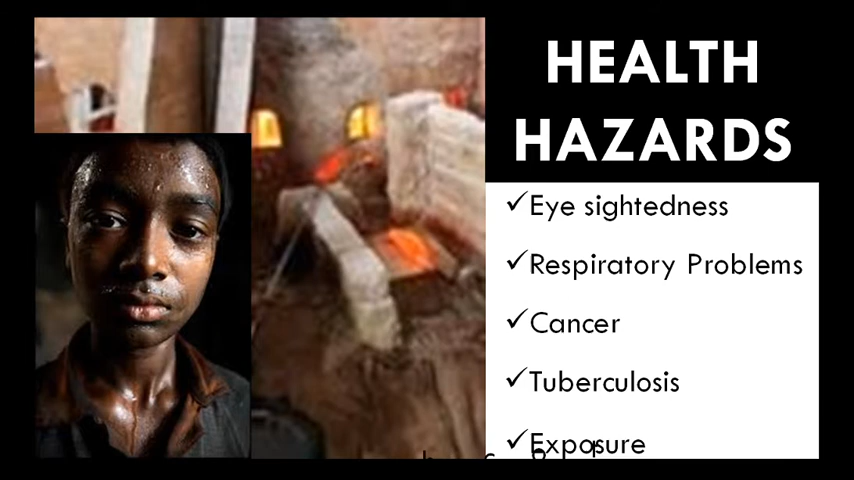 HEALTH
HAZARDS
✓Eye sightedness
✓Respiratory Problems
✓Cancer
✓Tuberculosis
✓Exposure